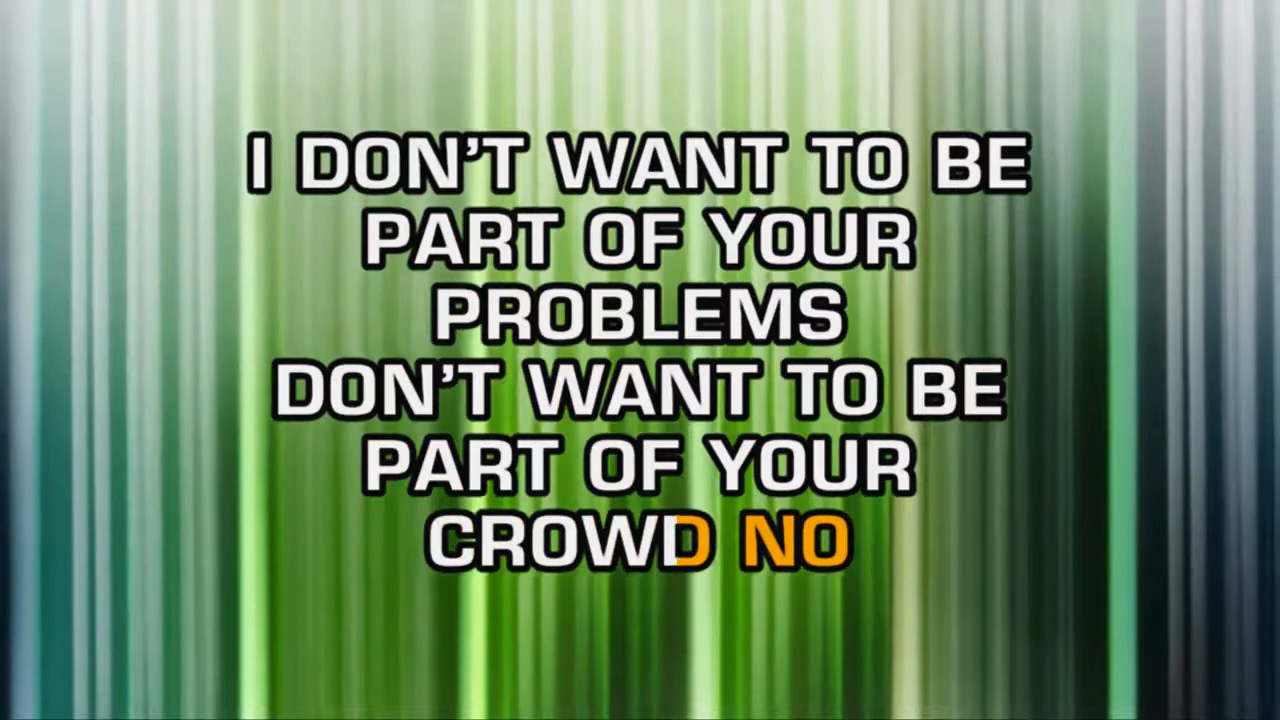 I DON’T WANT TO BE
PART OF YOUR
PROBLEMS
DON’T WANT TO BE
PART OF YOUR
CROWD NO